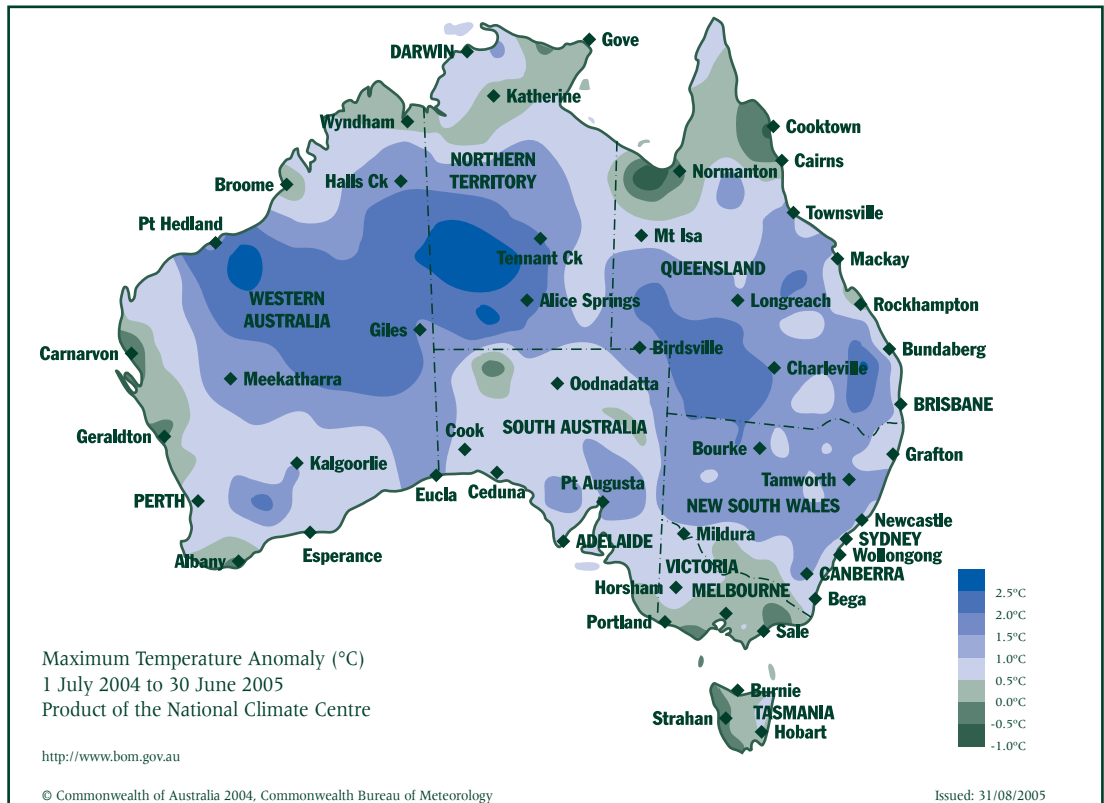 Gove
DARWIN
Katherine
Wyndham
Cooktown
NORTHERN
TERRITORY
Cairns
Normanton
Halls Ck
Broome
Townsville
Pt Hedland
Mt Isa
Tennant Ck
QUEENSLAND
Mackay
WESTERN
AUSTRALIA
Alice Springs
Longreach
Rockhampton
Giles
Birdsville
Bundaberg
Carnarvon
Charleville
Meekatharra
Oodnadatta
BRISBANE
SOUTH AUSTRALIA
Geraldton
Cook
Bourke
Grafton
Kalgoorlie
Tamworth
Pt Augusta
Eucla
Ceduna
PERTH
NEW SOUTH WALES
Newcastle
Mildura
SYDNEY
ADELAIDE
Esperance
Wollongong
Albany
VICTORIA
CANBERRA
Horsham
MELBOURNE
Bega
Portland
Sale
2.5°C
2.0°C
1.5°C
1.0°C
0.5°C
0.0°C
-0.5°C
-1.0°C
Burnie
TASMANIA
Strahan
Hobart
Maximum Temperature Anomaly (°C)
1 July 2004 to 30 June 2005
Product of the National Climate Centre
http://www.bom.gov.au
© Commonwealth of Australia 2004, Commonwealth Bureau of Meteorology
Issued: 31/08/2005